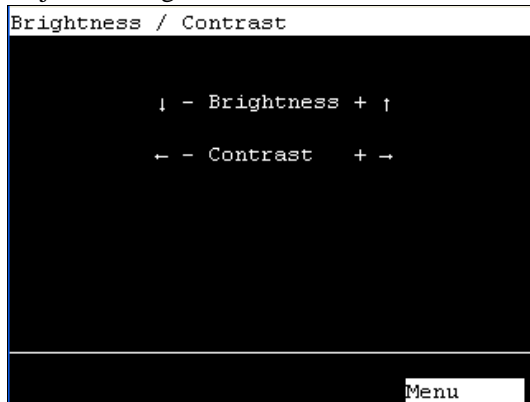 Brightness / Contrast
↓ - Brightness + ↑
← - Contrast + →
Menu